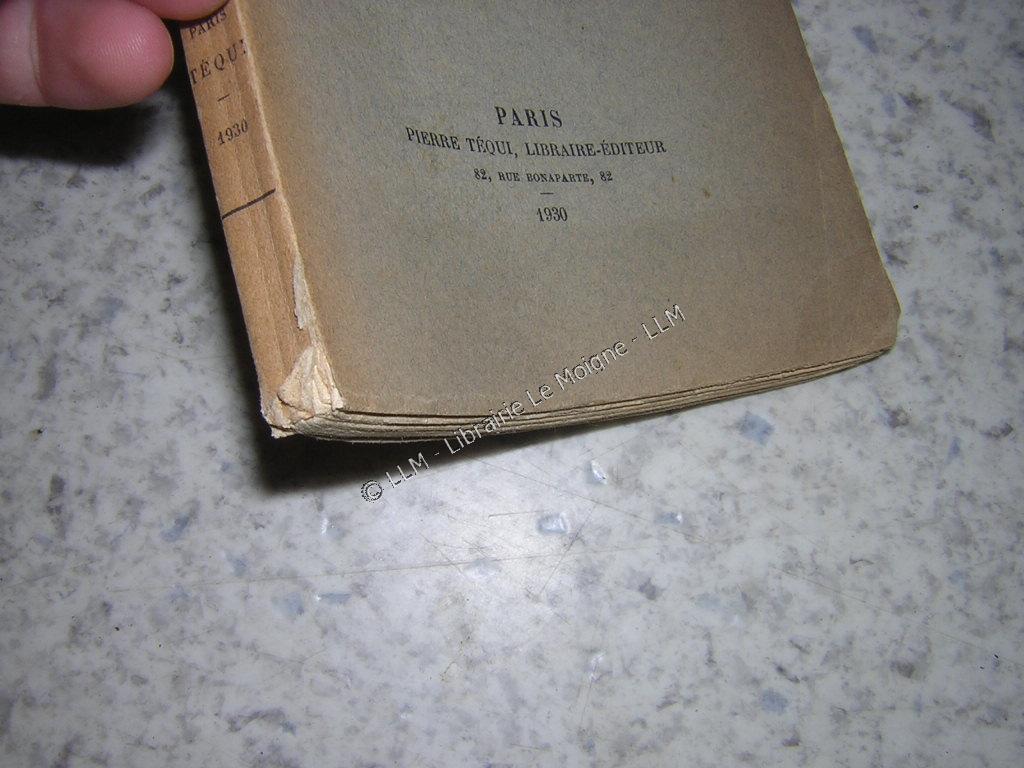 PARIS
TÉQUI
1930
PARIS
PIERRE TÉQUI, LIBRAIRE-ÉDITEUR
82, RUE BONAPARTE, 82
1930
© LLM - Librairie Le Moigne - LLM